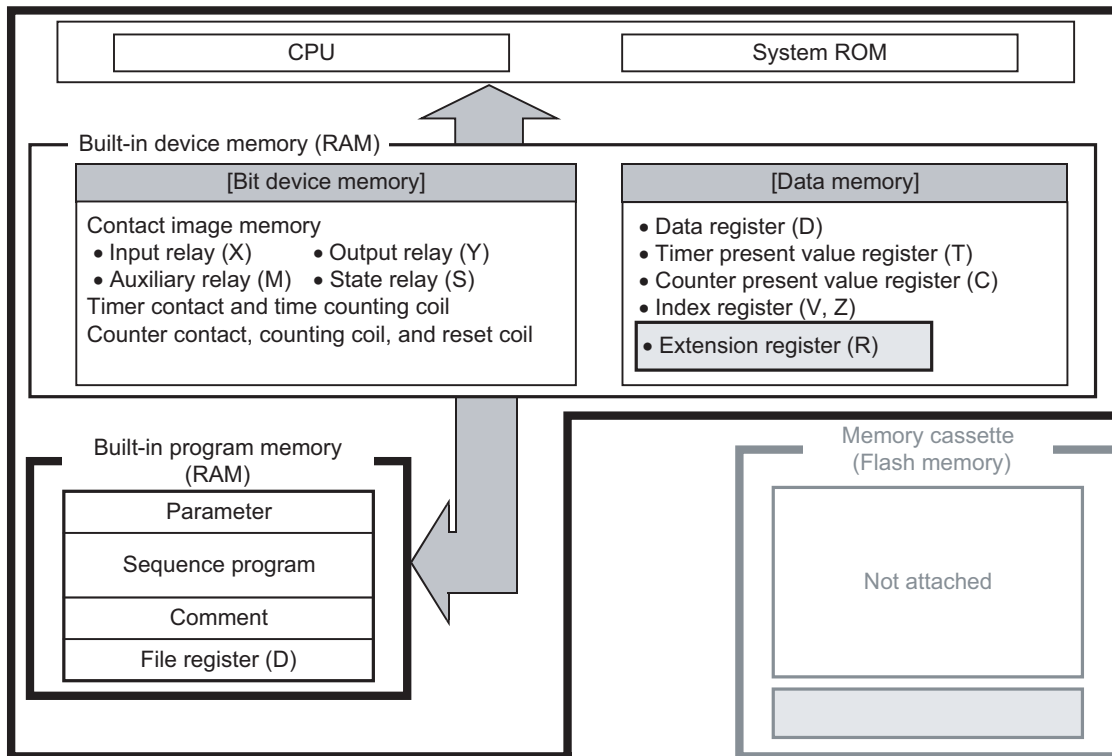 CPU
System ROM
Built-in device memory (RAM)
[Bit device memory]
Contact image memory
• Input relay (X) • Output relay (Y)
• Auxiliary relay (M) • State relay (S)
Timer contact and time counting coil
Counter contact, counting coil, and reset coil
[Data memory]
• Data register (D)
• Timer present value register (T)
• Counter present value register (C)
• Index register (V, Z)
• Extension register (R)
Built-in program memory
(RAM)
Parameter
Sequence program
Comment
File register (D)
Memory cassette
(Flash memory)
Not attached